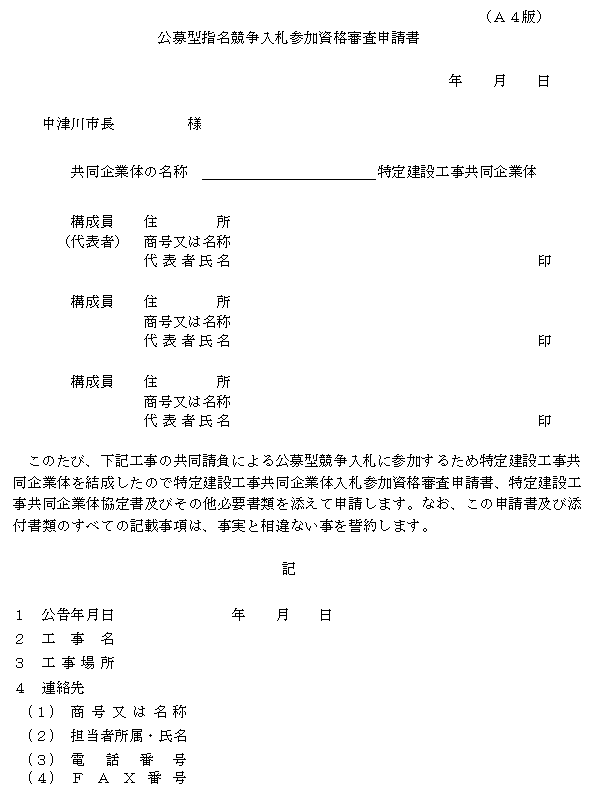 （Ａ４版）
公募型指名競争入札参加資格審査申請書
年　　月　　日
中津川市長　　　　　様
共同企業体の名称　＿＿＿＿＿＿＿＿＿＿＿＿特定建設工事共同企業体
構成員　　住　　　　所
(代表者)　　商号又は名称
代表者氏名　　　　　　　　　　印
構成員　　住　　　　所
商号又は名称
代表者氏名　　　　　　　　　　印
構成員　　住　　　　所
商号又は名称
代表者氏名　　　　　　　　　　印
このたび、下記工事の共同請負による公募型競争入札に参加するため特定建設工事共
同企業体を結成したので特定建設工事共同企業体入札参加資格審査申請書、特定建設工
事共同企業体協定書及びその他必要書類を添えて申請します。なお、この申請書及び添
付書類のすべての記載事項は、事実と相違ない事を誓約します。
記
１　公告年月日　　　　　　　　年　　月　　日
２　工　事　名
３　工事場所
４　連絡先
(１)　商号又は名称
(２)　担当者所属・氏名
(３)　電　話　番　号
(４)　ＦＡＸ番号